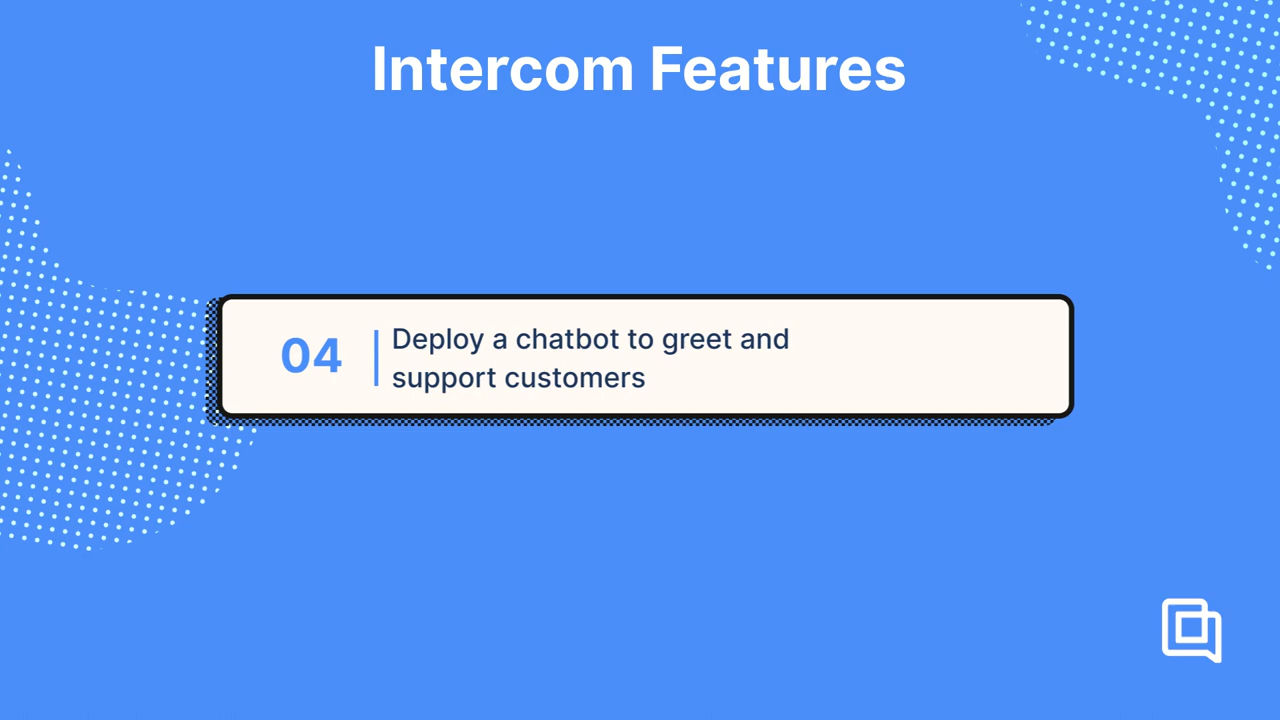 Intercom Features
04
Deploy a chatbot to greet and
support customers